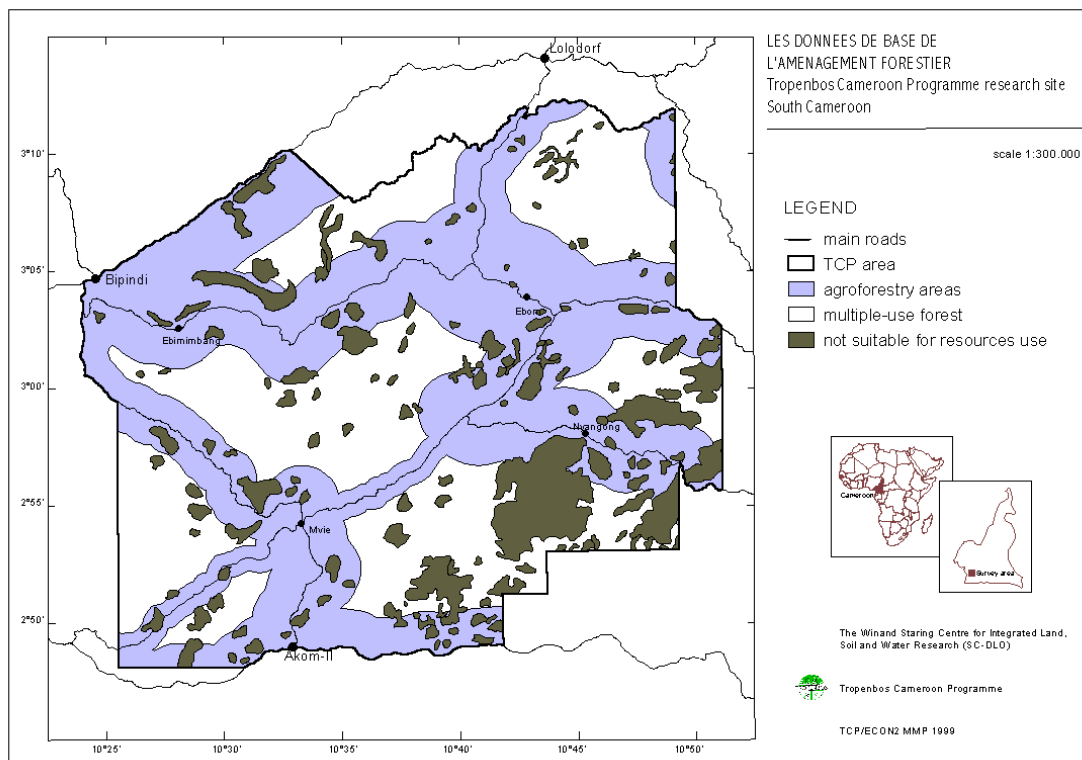 LES DONNEES DE BASE DE
L'AMENAGEMENT FORESTIER
Tropenbos Cameroon Programme research site
South Cameroon
scale 1:300.000
LEGEND
main roads
TCP area
agroforestry areas
multiple-use forest
not suitable for resources use
Lolodorf
3°10'
3°05'
Bipindi
Ebimimbang
Ebom
3°00'
Nyangong
2°55'
Mvie
2°50'
Akom-II
10°25'
10°30'
10°35'
10°40'
10°45'
10°50'
Cameroon
Survey area
The Winand Staring Centre for Integrated Land,
Soil and Water Research (SC-DLO)
Tropenbos Cameroon Programme
TCP/ECON2 MMP 1999